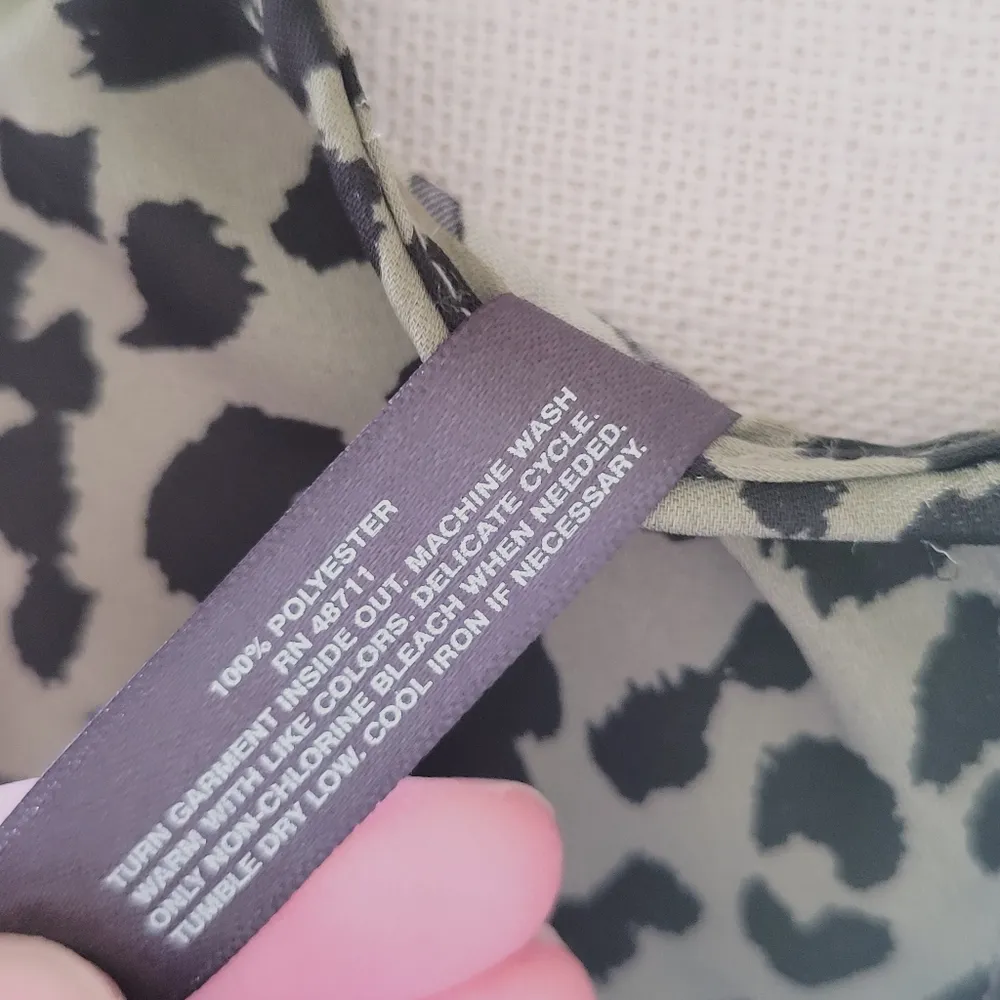 100% POLYESTER
RN 48711
TURN GARMENT INSIDE OUT. MACHINE WASH
WARM WITH LIKE COLORS. DELICATE CYCLE.
ONLY NON-CHLORINE BLEACH WHEN NEEDED.
TUMBLE DRY LOW. COOL IRON IF NECESSARY.